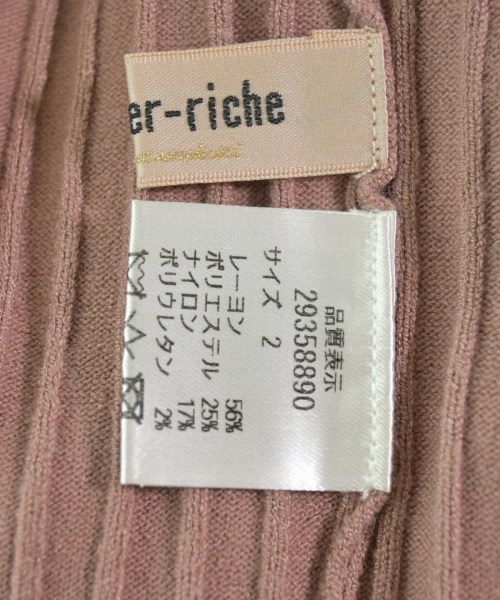 er-riche
品質表示
29358890
サイズ 2
レーヨン 56%
ポリエステル 25%
ナイロン 17%
ポリウレタン 2%